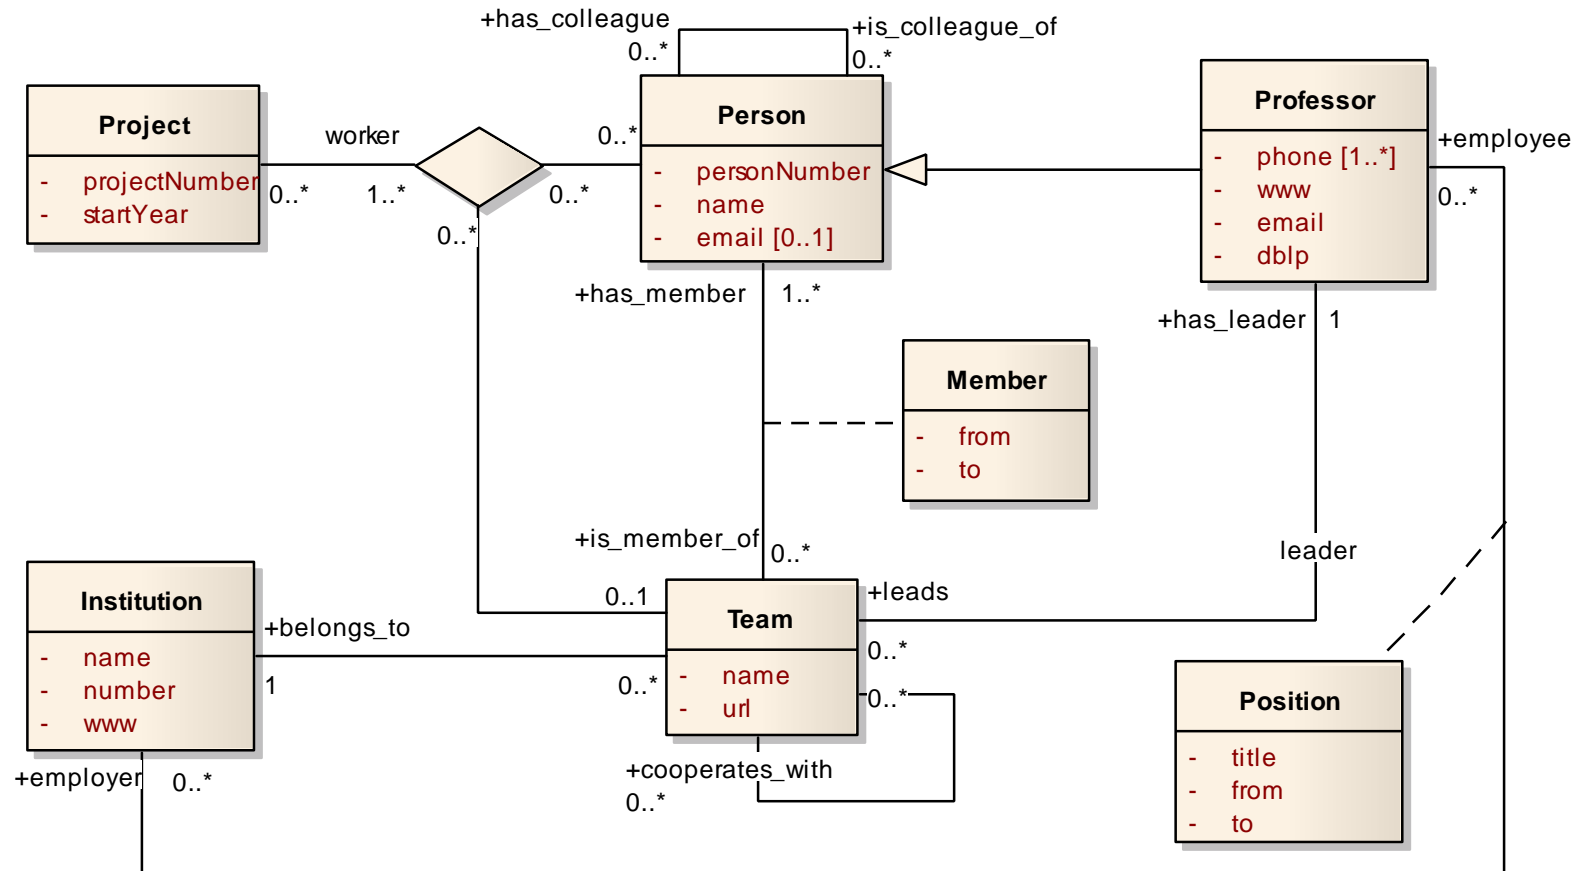 +has_colleague
+is_colleague_of
0..*
0..*
Project
- projectNumber
- startYear
worker
0..*
1..*
0..*
0..*
0..*
Person
- personNumber
- name
- email [0..1]
Professor
- phone [1..*]
- www
- email
- dblp
+employee
0..*
+has_member
1..*
+has_leader
1
Member
- from
- to
+is_member_of
0..*
leader
0..1
+leads
0..*
0..*
Institution
- name
- number
- www
+belongs_to
1
0..*
Team
- name
- url
Position
- title
- from
- to
+employer
0..*
+cooperates_with
0..*